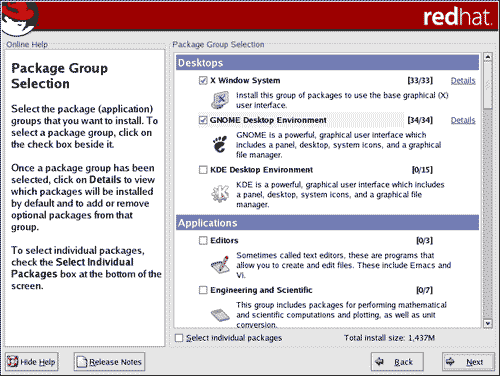 redhat.
Online Help
Package Group
Selection
Select the package (application)
groups that you want to install. To
select a package group, click on
the check box beside it.
Once a package group has been
selected, click on Details to view
which packages will be installed
by default and to add or remove
optional packages from that
group.
To select individual packages,
check the Select Individual
Packages box at the bottom of the
screen.
Package Group Selection
Desktops
X Window System [33/33] Details
Install this group of packages to use the base graphical (X)
user interface.
GNOME Desktop Environment [34/34] Details
GNOME is a powerful, graphical user interface which
includes a panel, desktop, system icons, and a graphical
file manager.
KDE Desktop Environment [0/15]
KDE is a powerful, graphical user interface which includes
a panel, desktop, system icons, and a graphical file
manager.
Applications
Editors [0/3]
Sometimes called text editors, these are programs that
allow you to create and edit files. These include Emacs and
Vi.
Engineering and Scientific [0/7]
This group includes packages for performing mathematical
and scientific computations and plotting, as well as unit
conversion.
Select individual packages Total install size: 1,437M
Hide Help Release Notes Back Next